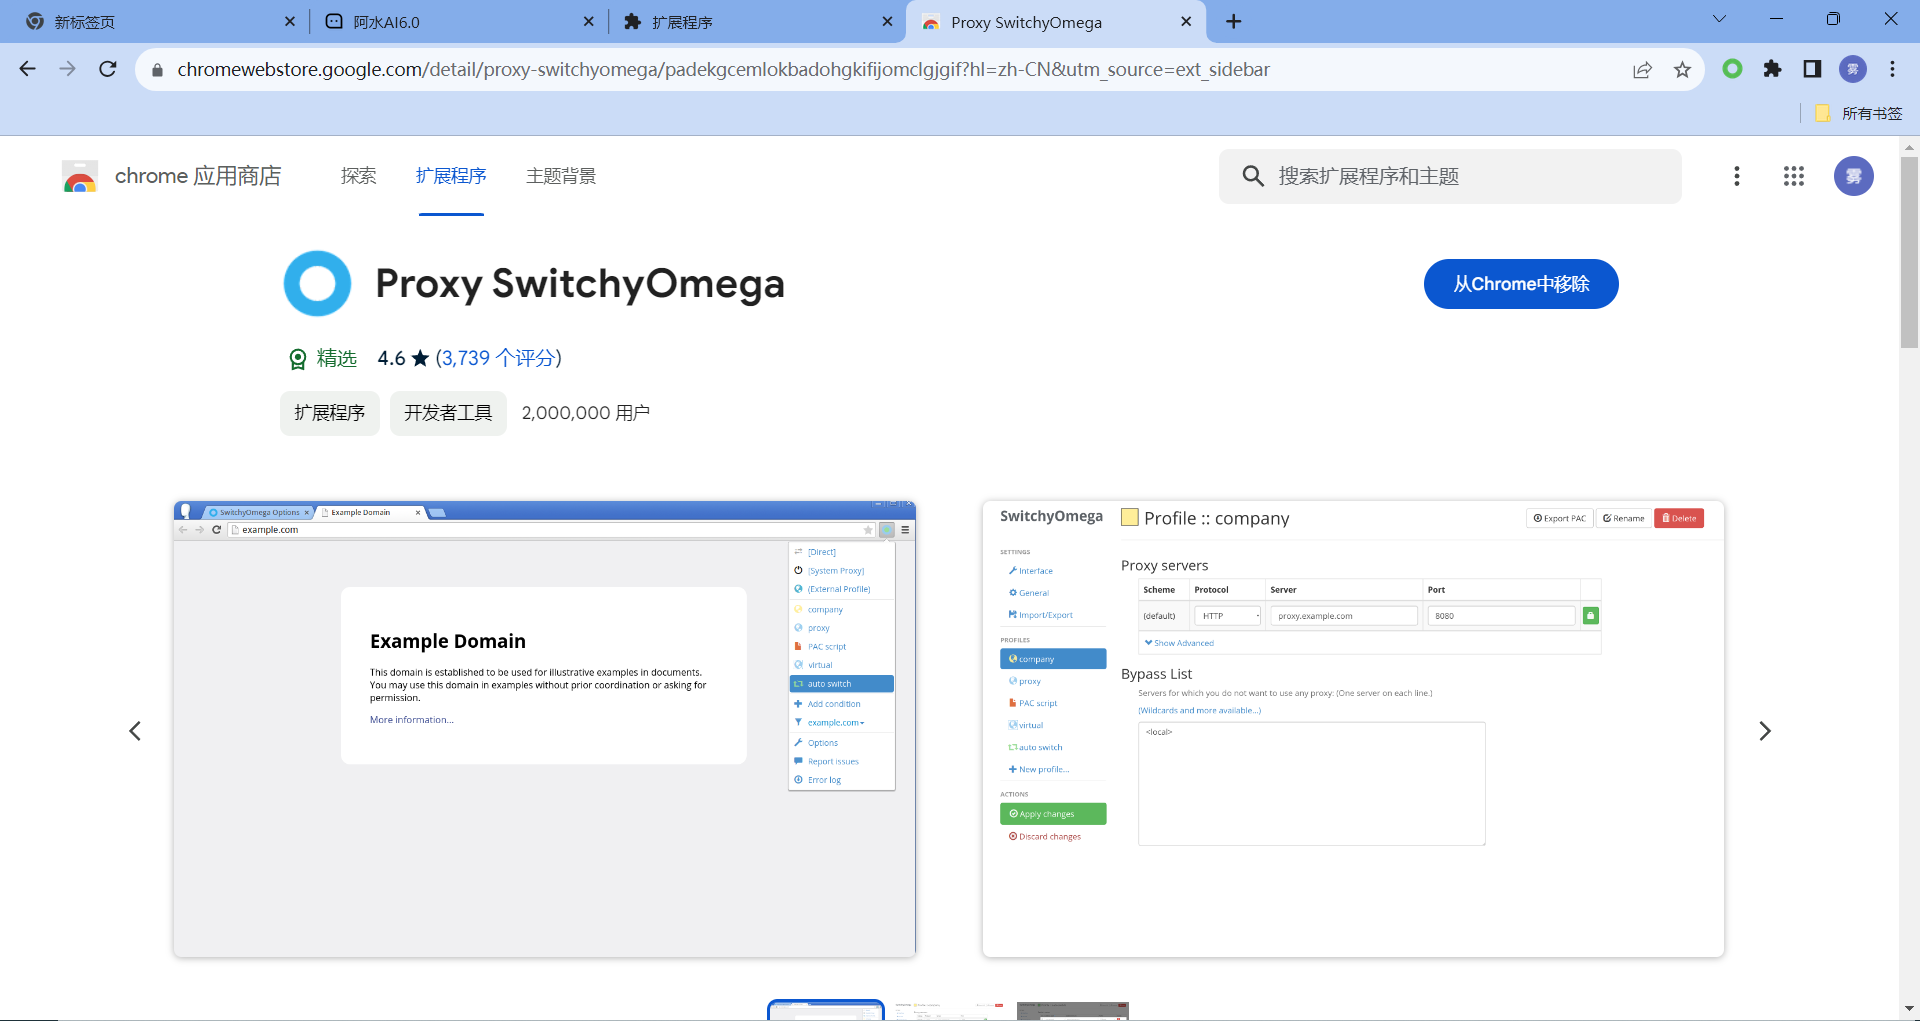 新标签页
阿水AI6.0
扩展程序
Proxy SwitchyOmega
chromewebstore.google.com/detail/proxy-switchyomega/padekgcemlokbadohgkifijomclgjgif?hl=zh-CN&utm_source=ext_sidebar
雾
所有书签
chrome 应用商店
探索
扩展程序
主题背景
搜索扩展程序和主题
雾
Proxy SwitchyOmega
从Chrome中移除
精选
4.6 ★ (3,739 个评分)
扩展程序
开发者工具
2,000,000 用户
SwitchyOmega Options
Example Domain
example.com
[Direct]
[System Proxy]
(External Profile)
company
proxy
PAC script
virtual
auto switch
Add condition
example.com
Options
Report issues
Error log
Example Domain
This domain is established to be used for illustrative examples in documents.
You may use this domain in examples without prior coordination or asking for
permission.
More information...
SwitchyOmega
Profile :: company
Export PAC
Rename
Delete
SETTINGS
Interface
General
Import/Export
PROFILES
company
proxy
PAC script
virtual
auto switch
New profile...
ACTIONS
Apply changes
Discard changes
Proxy servers
Scheme Protocol Server Port
(default) HTTP proxy.example.com 8080
Show Advanced
Bypass List
Servers for which you do not want to use any proxy: (One server on each line.)
(Wildcards and more available...)
<local>